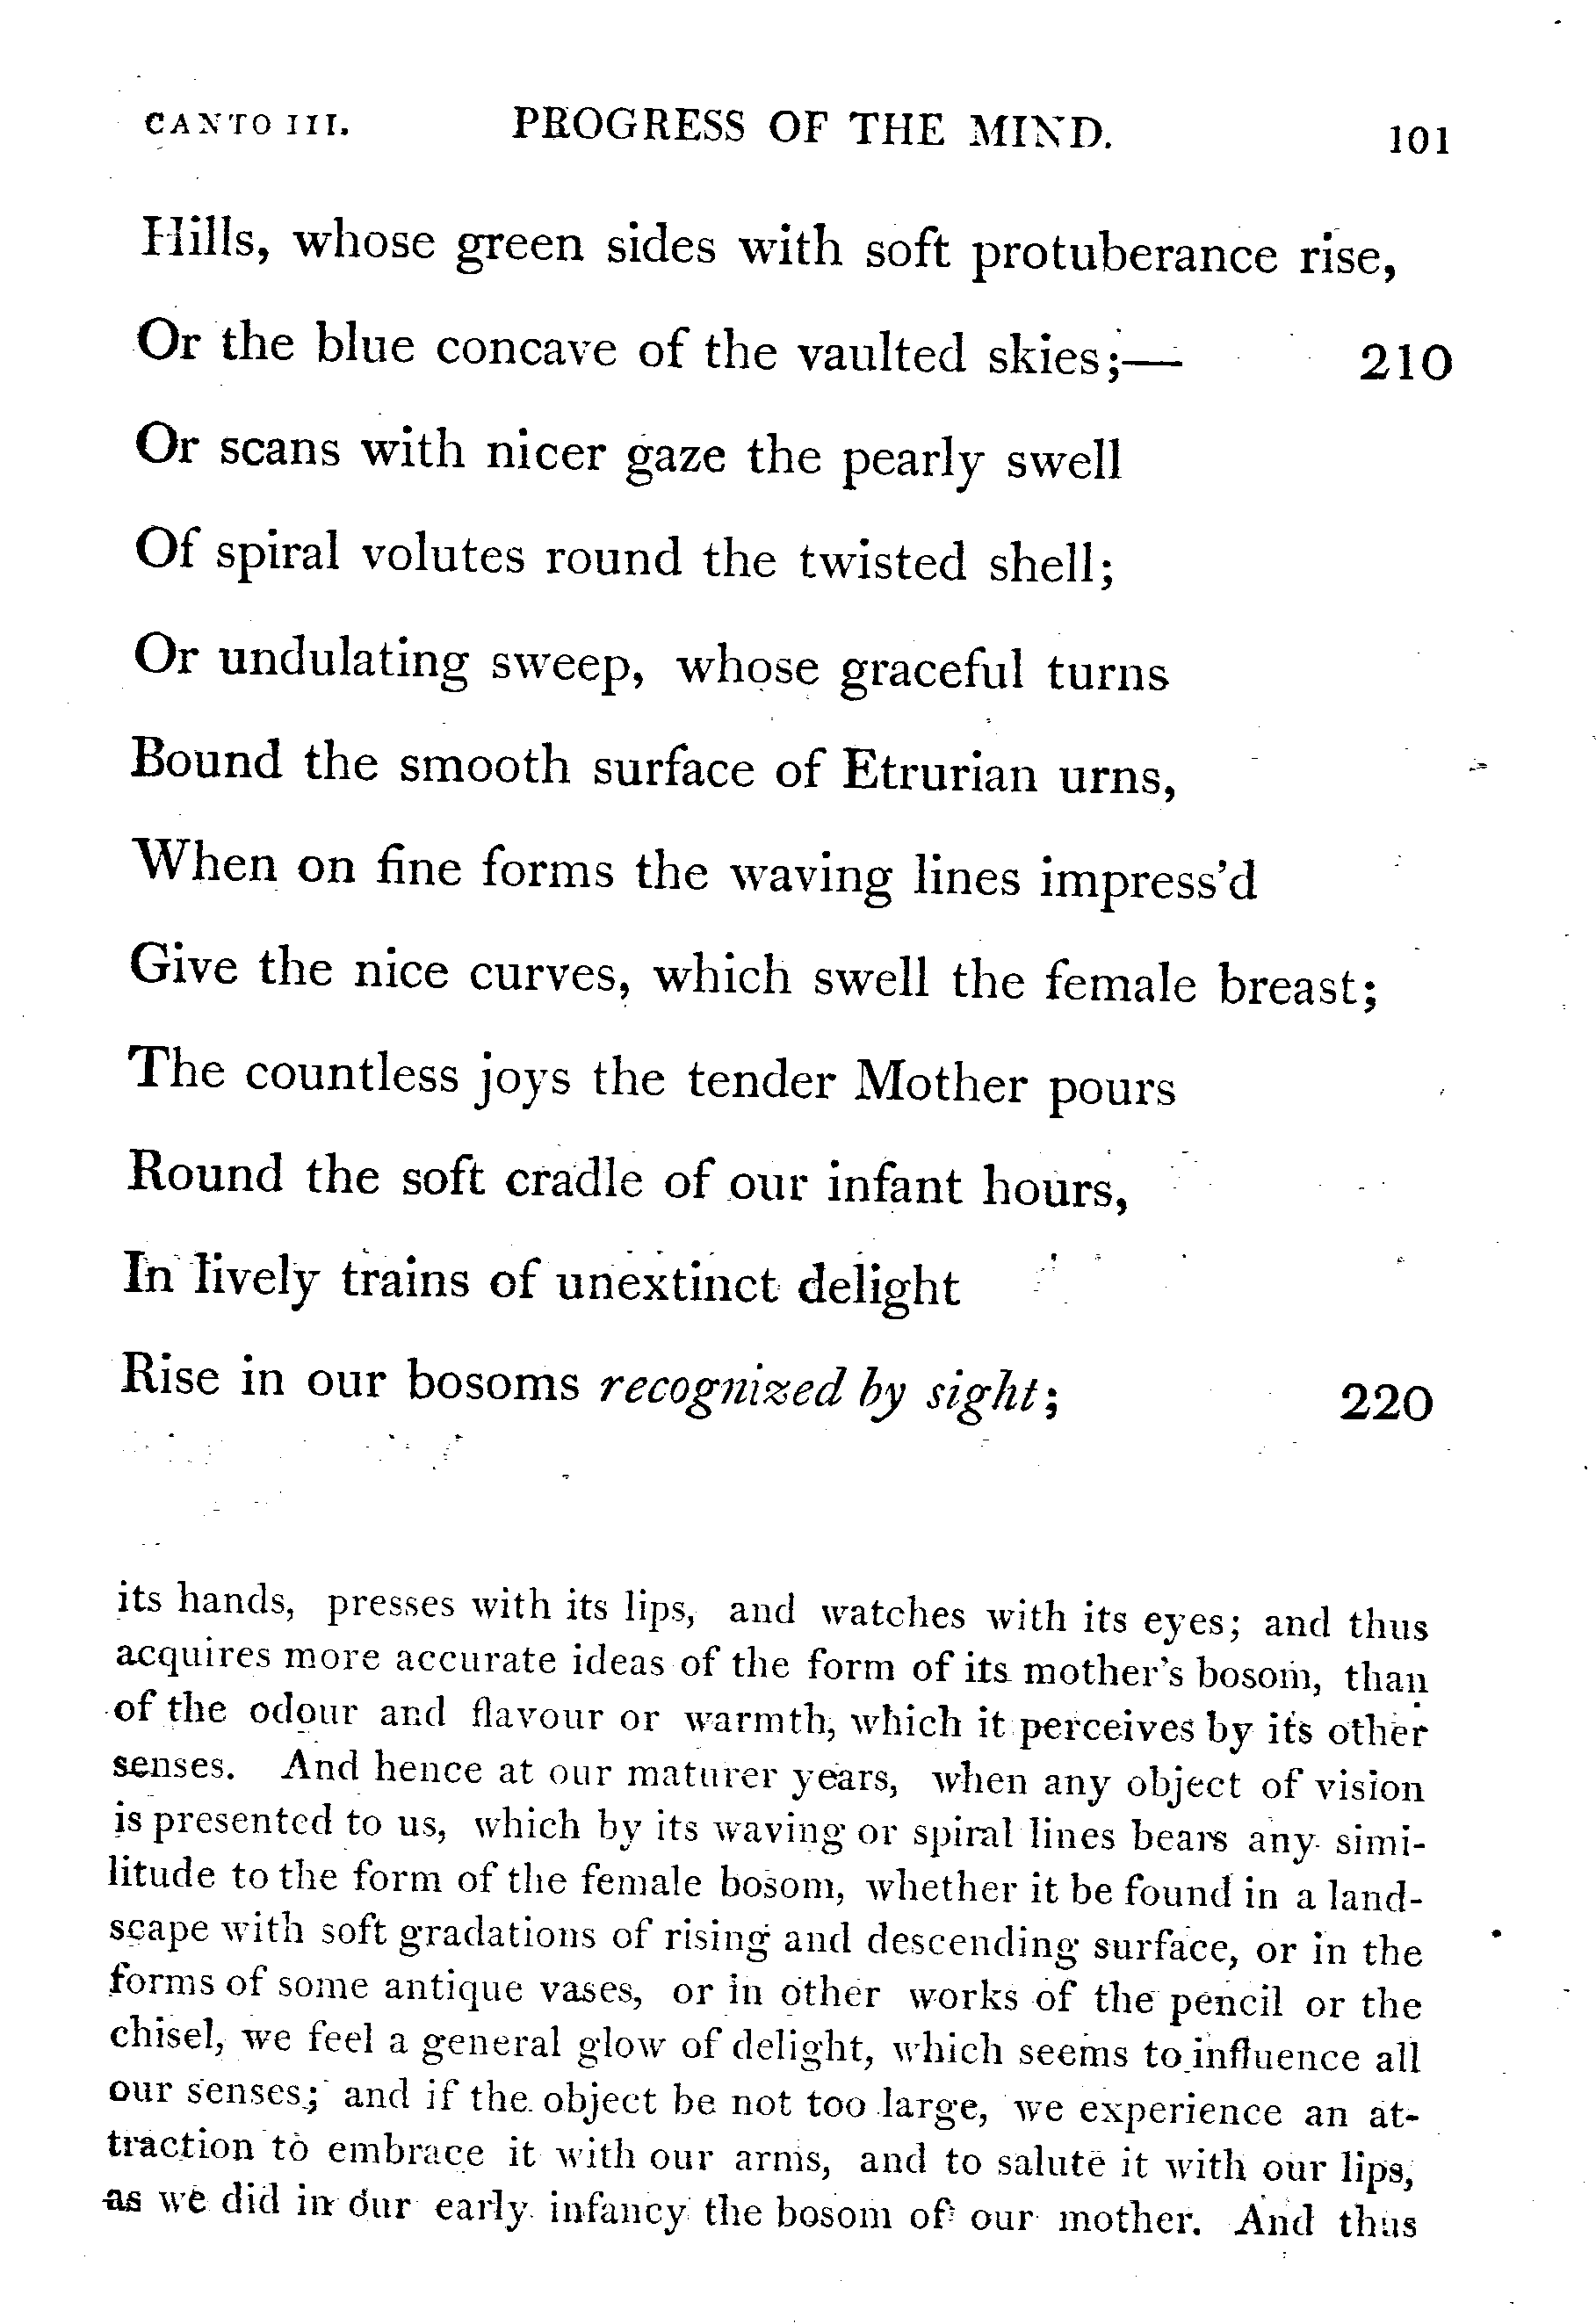 CANTO III. PROGRESS OF THE MIND. 101
Hills, whose green sides with soft protuberance rise,
Or the blue concave of the vaulted skies;— 210
Or scans with nicer gaze the pearly swell
Of spiral volutes round the twisted shell;
Or undulating sweep, whose graceful turns
Bound the smooth surface of Etrurian urns,
When on fine forms the waving lines impress'd
Give the nice curves, which swell the female breast;
The countless joys the tender Mother pours
Round the soft cradle of our infant hours,
In lively trains of unextinct delight
Rise in our bosoms recognized by sight; 220
its hands, presses with its lips, and watches with its eyes; and thus
acquires more accurate ideas of the form of its mother's bosom, than
of the odour and flavour or warmth, which it perceives by its other
senses. And hence at our maturer years, when any object of vision
is presented to us, which by its waving or spiral lines bears any simi-
litude to the form of the female bosom, whether it be found in a land-
scape with soft gradations of rising and descending surface, or in the
forms of some antique vases, or in other works of the pencil or the
chisel, we feel a general glow of delight, which seems to influence all
our senses; and if the object be not too large, we experience an at-
traction to embrace it with our arms, and to salute it with our lips,
as we did in our early infancy the bosom of our mother. And thus